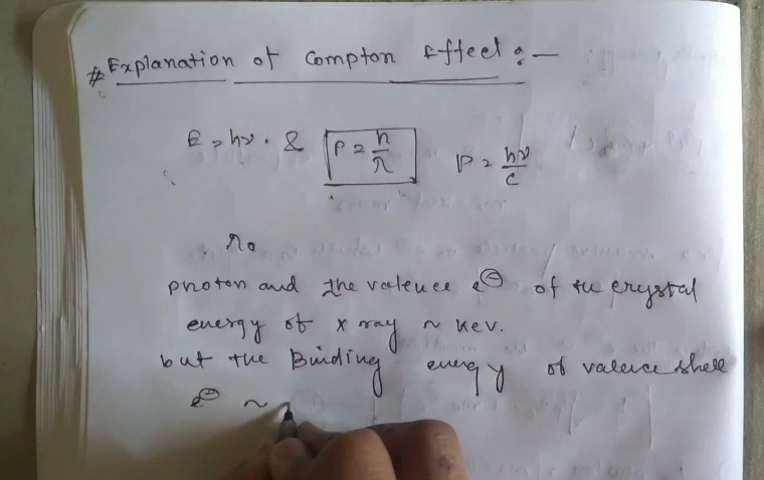 # Explanation of Compton Effect :-
E = hν . & P = h/λ P = hν/c
λ₀
photon and the valence e⊖ of the crystal
energy of x ray ~ kev.
but the Binding energy of valence shell
e⊖ ~